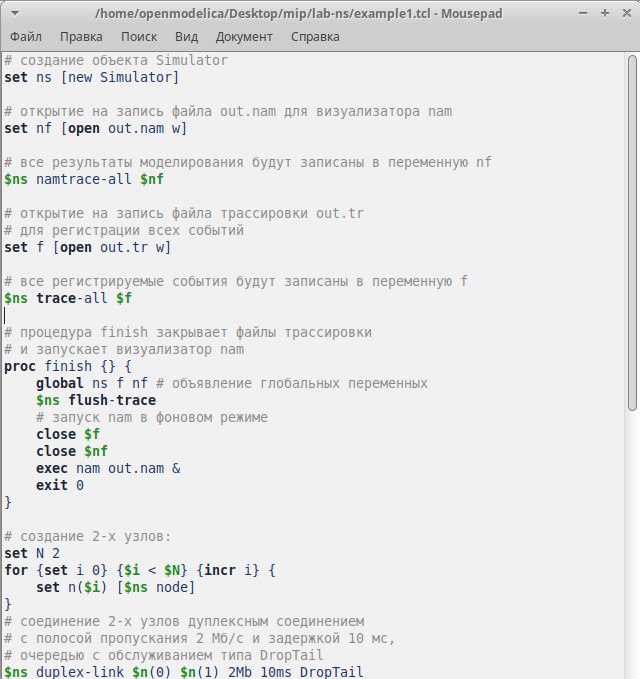 /home/openmodelica/Desktop/mip/lab-ns/example1.tcl - Mousepad
Файл Правка Поиск Вид Документ Справка
# создание объекта Simulator
set ns [new Simulator]

# открытие на запись файла out.nam для визуализатора nam
set nf [open out.nam w]

# все результаты моделирования будут записаны в переменную nf
$ns namtrace-all $nf

# открытие на запись файла трассировки out.tr
# для регистрации всех событий
set f [open out.tr w]

# все регистрируемые события будут записаны в переменную f
$ns trace-all $f

# процедура finish закрывает файлы трассировки
# и запускает визуализатор nam
proc finish {} {
    global ns f nf # объявление глобальных переменных
    $ns flush-trace
    # запуск nam в фоновом режиме
    close $f
    close $nf
    exec nam out.nam &
    exit 0
}

# создание 2-х узлов:
set N 2
for {set i 0} {$i < $N} {incr i} {
    set n($i) [$ns node]
}
# соединение 2-х узлов дуплексным соединением
# с полосой пропускания 2 Мб/с и задержкой 10 мс,
# очередью с обслуживанием типа DropTail
$ns duplex-link $n(0) $n(1) 2Mb 10ms DropTail